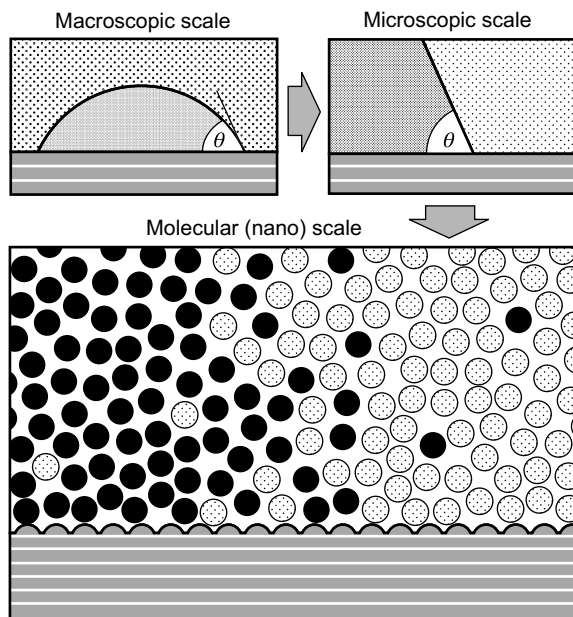 Macroscopic scale
Microscopic scale
θ
θ
Molecular (nano) scale